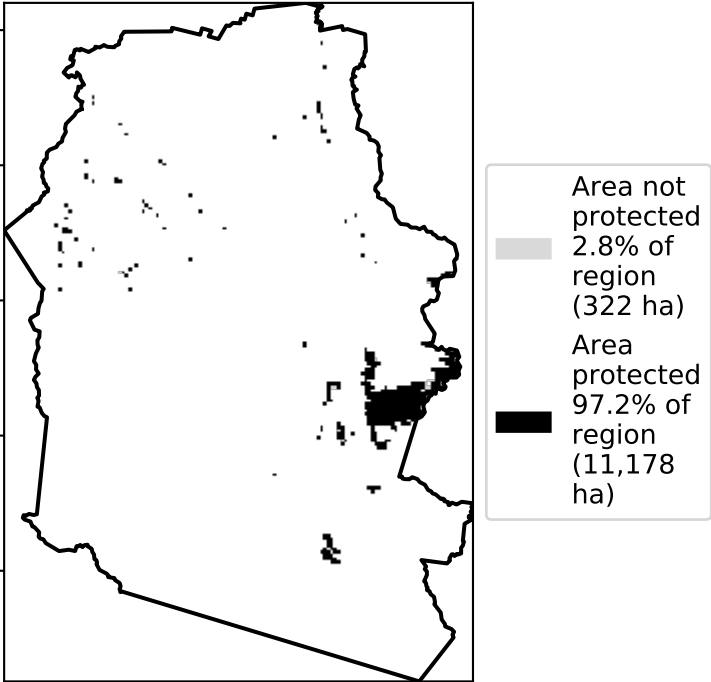 Area not
protected
2.8% of
region
(322 ha)
Area
protected
97.2% of
region
(11,178
ha)